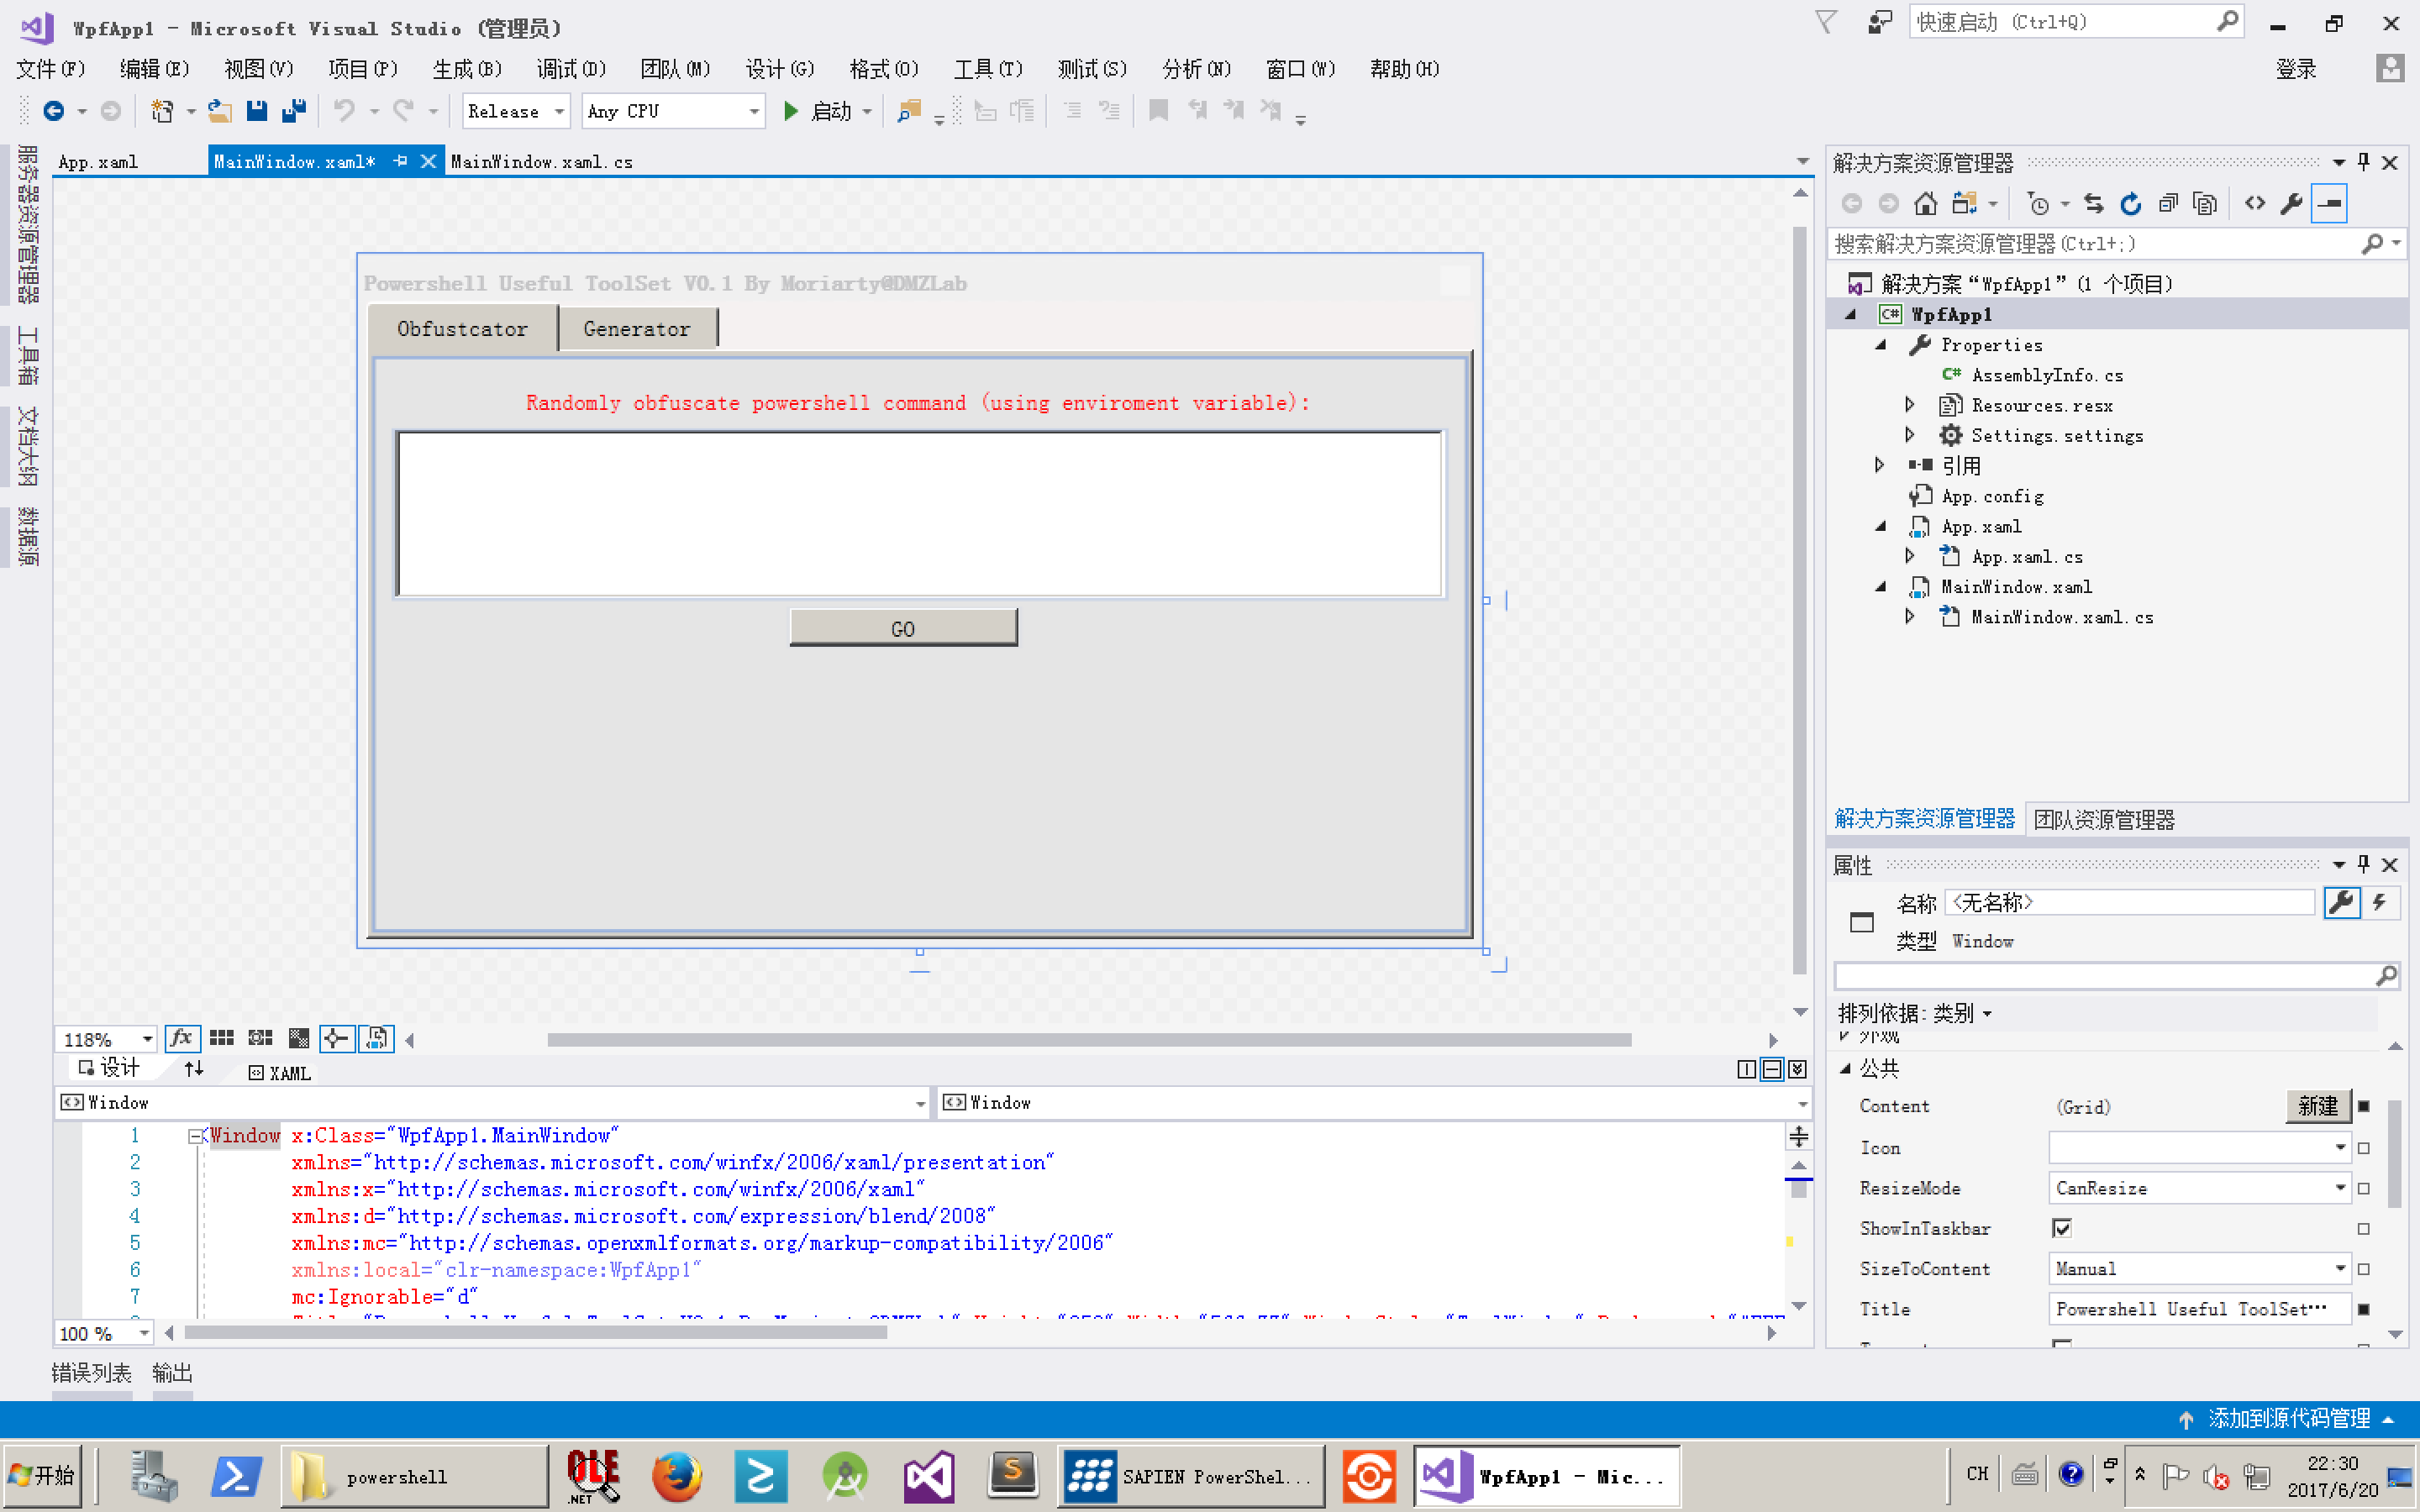 WpfApp1 - Microsoft Visual Studio (管理员)
快速启动 (Ctrl+Q)
文件(F) 编辑(E) 视图(V) 项目(P) 生成(B) 调试(D) 团队(M) 设计(G) 格式(O) 工具(T) 测试(S) 分析(N) 窗口(W) 帮助(H)
登录
Release Any CPU 启动
服务器资源管理器
工具箱
文档大纲
数据源
App.xaml MainWindow.xaml* MainWindow.xaml.cs
Powershell Useful ToolSet V0.1 By Moriarty@DMZLab
Obfustcator Generator
Randomly obfuscate powershell command (using enviroment variable):
GO
118%
设计 XAML
Window Window
1 <Window x:Class="WpfApp1.MainWindow"
2 xmlns="http://schemas.microsoft.com/winfx/2006/xaml/presentation"
3 xmlns:x="http://schemas.microsoft.com/winfx/2006/xaml"
4 xmlns:d="http://schemas.microsoft.com/expression/blend/2008"
5 xmlns:mc="http://schemas.openxmlformats.org/markup-compatibility/2006"
6 xmlns:local="clr-namespace:WpfApp1"
7 mc:Ignorable="d"
100 %
错误列表 输出
解决方案资源管理器
搜索解决方案资源管理器(Ctrl+;)
解决方案“WpfApp1”(1 个项目)
C# WpfApp1
Properties
C# AssemblyInfo.cs
Resources.resx
Settings.settings
引用
App.config
App.xaml
App.xaml.cs
MainWindow.xaml
MainWindow.xaml.cs
解决方案资源管理器 团队资源管理器
属性
名称 <无名称>
类型 Window
排列依据: 类别
外观
公共
Content (Grid) 新建
Icon
ResizeMode CanResize
ShowInTaskbar
SizeToContent Manual
Title Powershell Useful ToolSet…
添加到源代码管理
开始 powershell OLE .NET SAPIEN PowerShel... WpfApp1 - Mic...
CH
22:30
2017/6/20